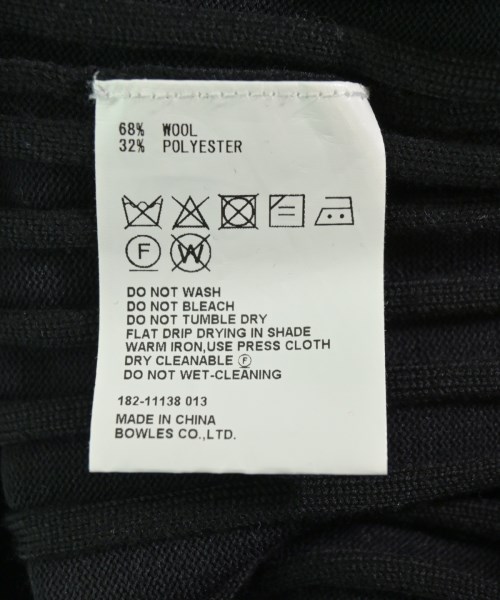 68% WOOL
32% POLYESTER
F W
DO NOT WASH
DO NOT BLEACH
DO NOT TUMBLE DRY
FLAT DRIP DRYING IN SHADE
WARM IRON,USE PRESS CLOTH
DRY CLEANABLE Ⓕ
DO NOT WET-CLEANING
182-11138 013
MADE IN CHINA
BOWLES CO.,LTD.